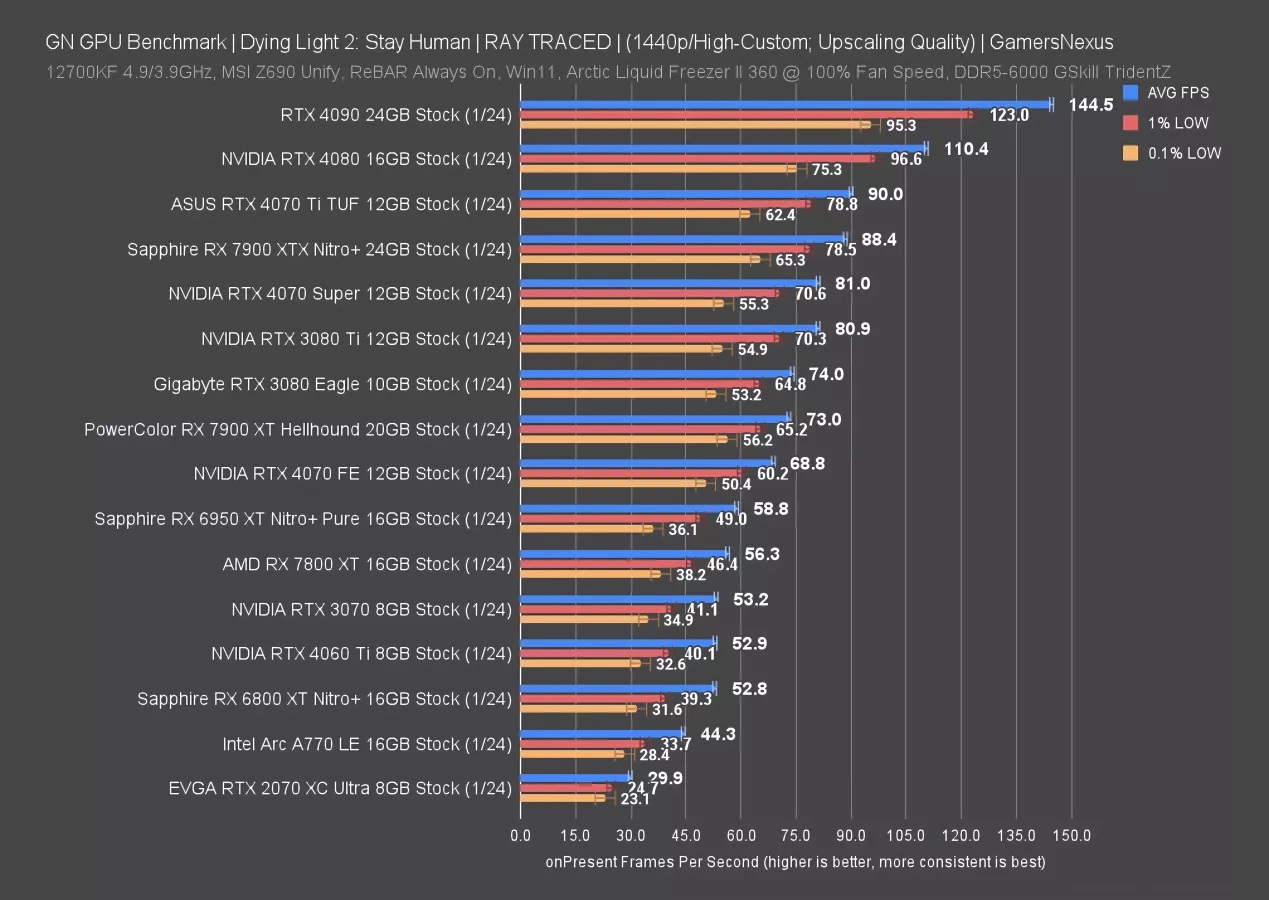 GN GPU Benchmark | Dying Light 2: Stay Human | RAY TRACED | (1440p/High-Custom; Upscaling Quality) | GamersNexus
12700KF 4.9/3.9GHz, MSI Z690 Unify, ReBAR Always On, Win11, Arctic Liquid Freezer II 360 @ 100% Fan Speed, DDR5-6000 GSkill TridentZ
AVG FPS
1% LOW
0.1% LOW
RTX 4090 24GB Stock (1/24)
144.5
123.0
95.3
NVIDIA RTX 4080 16GB Stock (1/24)
110.4
96.6
75.3
ASUS RTX 4070 Ti TUF 12GB Stock (1/24)
90.0
78.8
62.4
Sapphire RX 7900 XTX Nitro+ 24GB Stock (1/24)
88.4
78.5
65.3
NVIDIA RTX 4070 Super 12GB Stock (1/24)
81.0
70.6
55.3
NVIDIA RTX 3080 Ti 12GB Stock (1/24)
80.9
70.3
54.9
Gigabyte RTX 3080 Eagle 10GB Stock (1/24)
74.0
64.8
53.2
PowerColor RX 7900 XT Hellhound 20GB Stock (1/24)
73.0
65.2
56.2
NVIDIA RTX 4070 FE 12GB Stock (1/24)
68.8
60.2
50.4
Sapphire RX 6950 XT Nitro+ Pure 16GB Stock (1/24)
58.8
49.0
36.1
AMD RX 7800 XT 16GB Stock (1/24)
56.3
46.4
38.2
NVIDIA RTX 3070 8GB Stock (1/24)
53.2
41.1
34.9
NVIDIA RTX 4060 Ti 8GB Stock (1/24)
52.9
40.1
32.6
Sapphire RX 6800 XT Nitro+ 16GB Stock (1/24)
52.8
39.3
31.6
Intel Arc A770 LE 16GB Stock (1/24)
44.3
33.7
28.4
EVGA RTX 2070 XC Ultra 8GB Stock (1/24)
29.9
24.7
23.1
0.0 15.0 30.0 45.0 60.0 75.0 90.0 105.0 120.0 135.0 150.0
onPresent Frames Per Second (higher is better, more consistent is best)